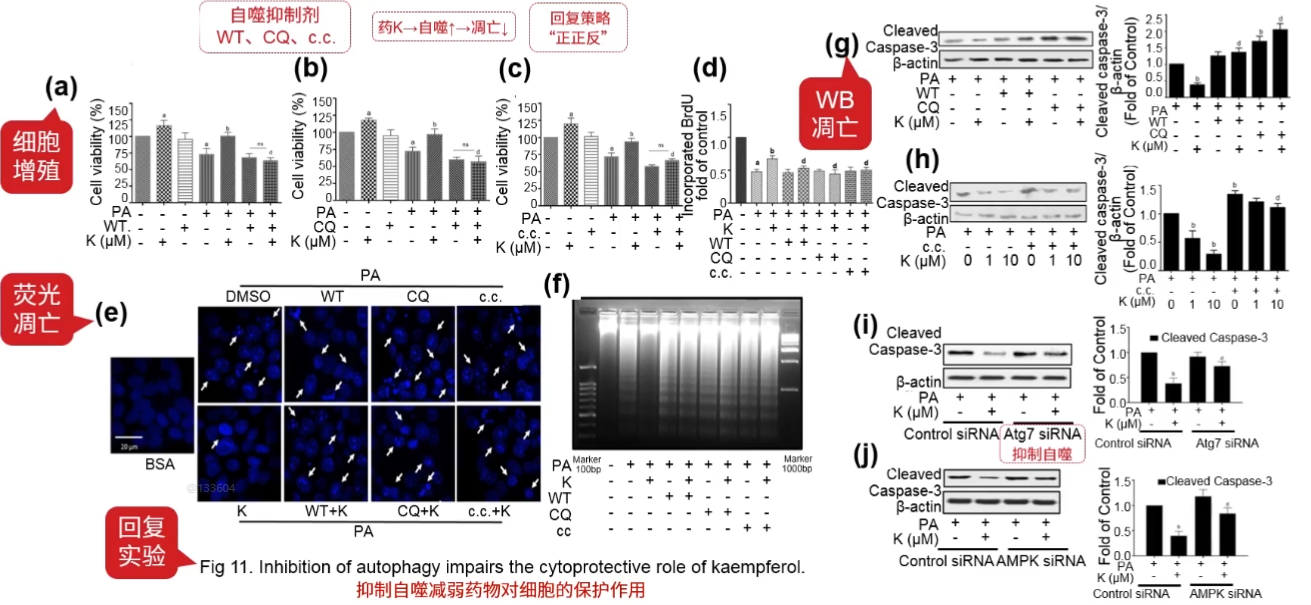 自噬抑制剂
WT、CQ、c.c.
药K→自噬↑→凋亡↓
回复策略
“正正反”
(a)
细胞
增殖
Cell viability (%)
150
125
100
75
50
25
0
PA - - - + + + +
WT. - - + - - + +
K (μM) - + - - + - +
a
a
b
ns
d
(b)
Cell viability (%)
150
125
100
75
50
25
0
PA - - - + + + +
CQ - - + - - + +
K (μM) - + - - + - +
a
a
b
ns
d
(c)
Cell viability (%)
150
125
100
75
50
25
0
PA - - - + + + +
c.c. - - + - - + +
K (μM) - + - - + - +
a
a
b
ns
d
(d)
Incorporated BrdU
fold of control
1.5
1.0
0.5
0
a b d d d
PA - + + + + + + + +
K - - + - + - + - +
WT - - - + + - - - -
CQ - - - - - + + - -
c.c. - - - - - - - + +
荧光
凋亡
(e)
PA
DMSO WT CQ c.c.
20 μm
BSA
K WT+K CQ+K c.c.+K
PA
@133604
(f)
Marker
100bp
Marker
1000bp
PA - + + + + + + + +
K - - + - + - + - +
WT - - - + + - - - -
CQ - - - - - + + - -
cc - - - - - - - + +
(g)
WB
凋亡
Cleaved
Caspase-3
β-actin
PA + + + + + +
WT - - + + - -
CQ - - - - + +
K (μM) - + - + - +
Cleaved caspase-3/
β-actin
(Fold of Control)
2.5
2.0
1.5
1.0
0.5
0.0
b d b d
PA + + + + + +
WT - - + + - -
CQ - - - - + +
K (μM) - + - + - +
(h)
Cleaved
Caspase-3
β-actin
PA + + + + + +
c.c. - - - + + +
K (μM) 0 1 10 0 1 10
Cleaved caspase-3/
β-actin
(Fold of Control)
1.5
1.0
0.5
0.0
b b b d
PA + + + + + +
c.c. - - - + + +
K (μM) 0 1 10 0 1 10
(i)
Cleaved
Caspase-3
β-actin
PA + + + +
K (μM) - + - +
Control siRNA Atg7 siRNA
抑制自噬
Cleaved Caspase-3
Fold of Control
1.5
1.0
0.5
0.0
PA + + + +
K (μM) - + - +
Control siRNA Atg7 siRNA
(j)
Cleaved
Caspase-3
β-actin
PA + + + +
K (μM) - + - +
Control siRNA AMPK siRNA
Cleaved Caspase-3
Fold of Control
1.5
1.0
0.5
0.0
PA + + + +
K (μM) - + - +
Control siRNA AMPK siRNA
回复
实验
Fig 11. Inhibition of autophagy impairs the cytoprotective role of kaempferol.
抑制自噬减弱药物对细胞的保护作用